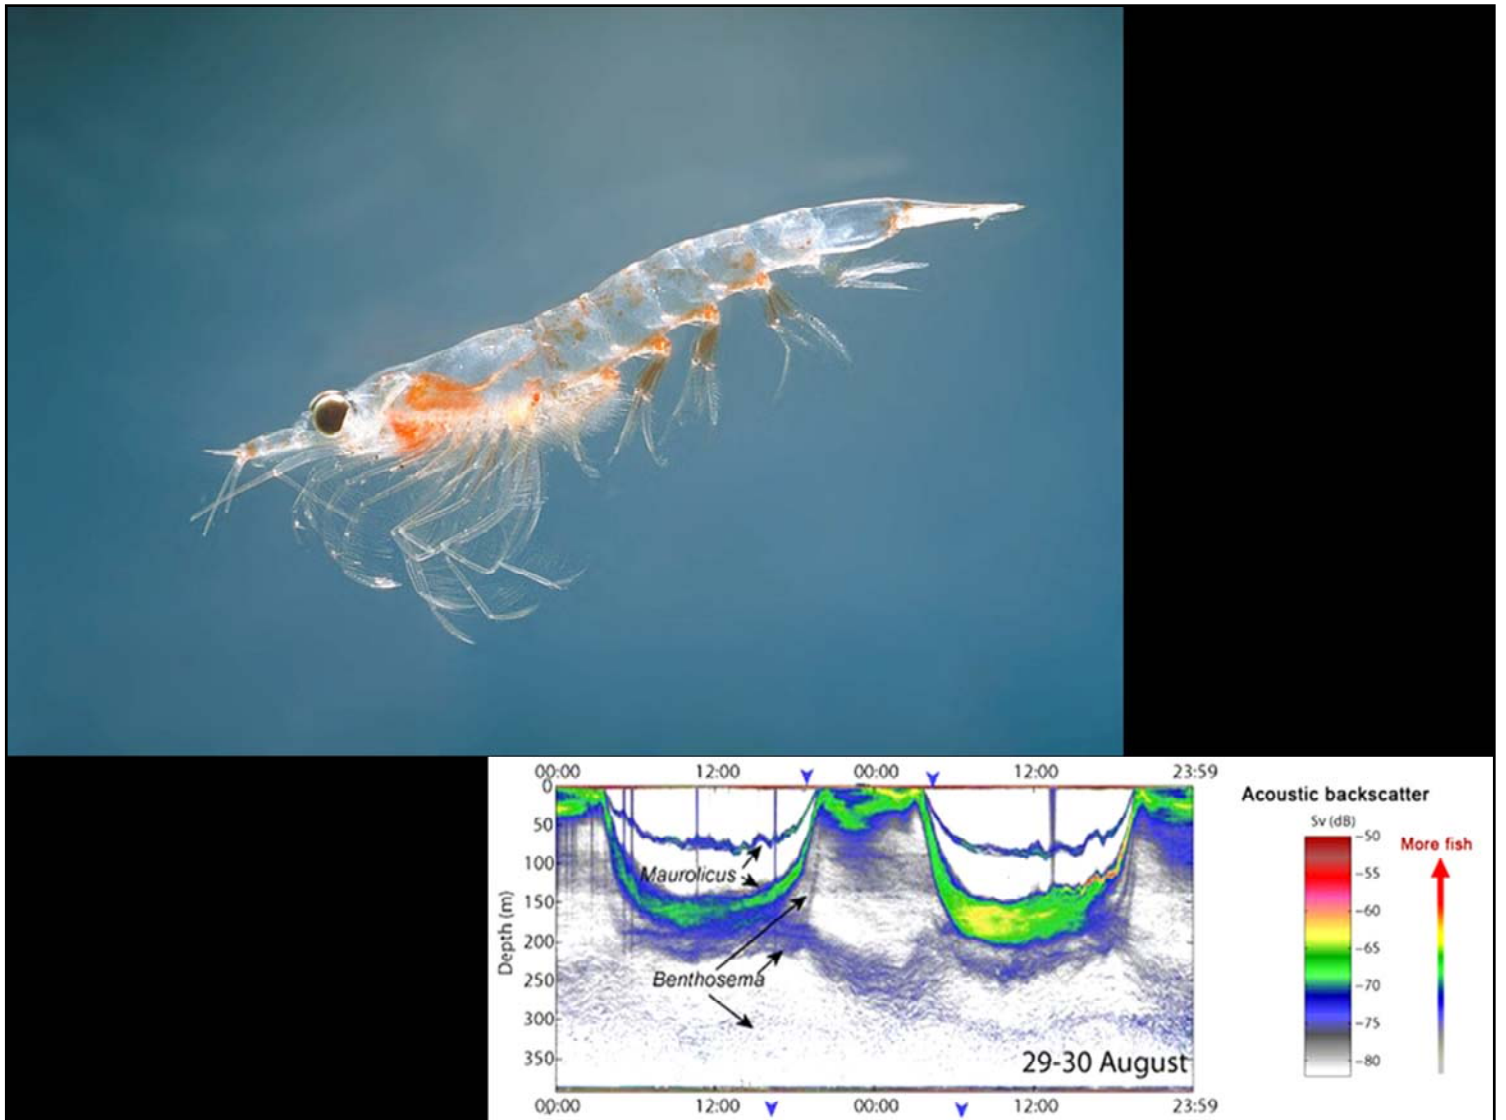 00:00 12:00 00:00 12:00 23:59
0
50
100
150
200
250
300
350
Depth (m)
Maurolicus
Benthosema
29-30 August
00:00 12:00 00:00 12:00 23:59
Acoustic backscatter
Sv (dB)
-50
-55
-60
-65
-70
-75
-80
More fish